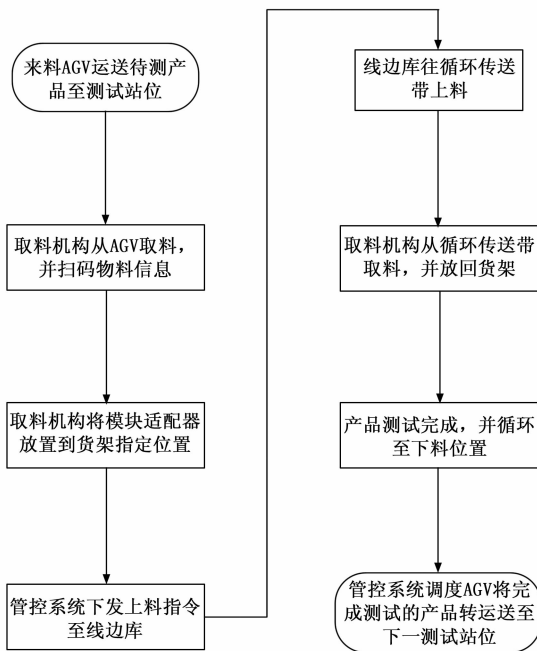 来料AGV运送待测产
品至测试站位
取料机构从AGV取料，
并扫码物料信息
取料机构将模块适配器
放置到货架指定位置
管控系统下发上料指令
至线边库
线边库往循环传送
带上料
取料机构从循环传送带
取料，并放回货架
产品测试完成，并循环
至下料位置
管控系统调度AGV将完
成测试的产品转运送至
下一测试站位